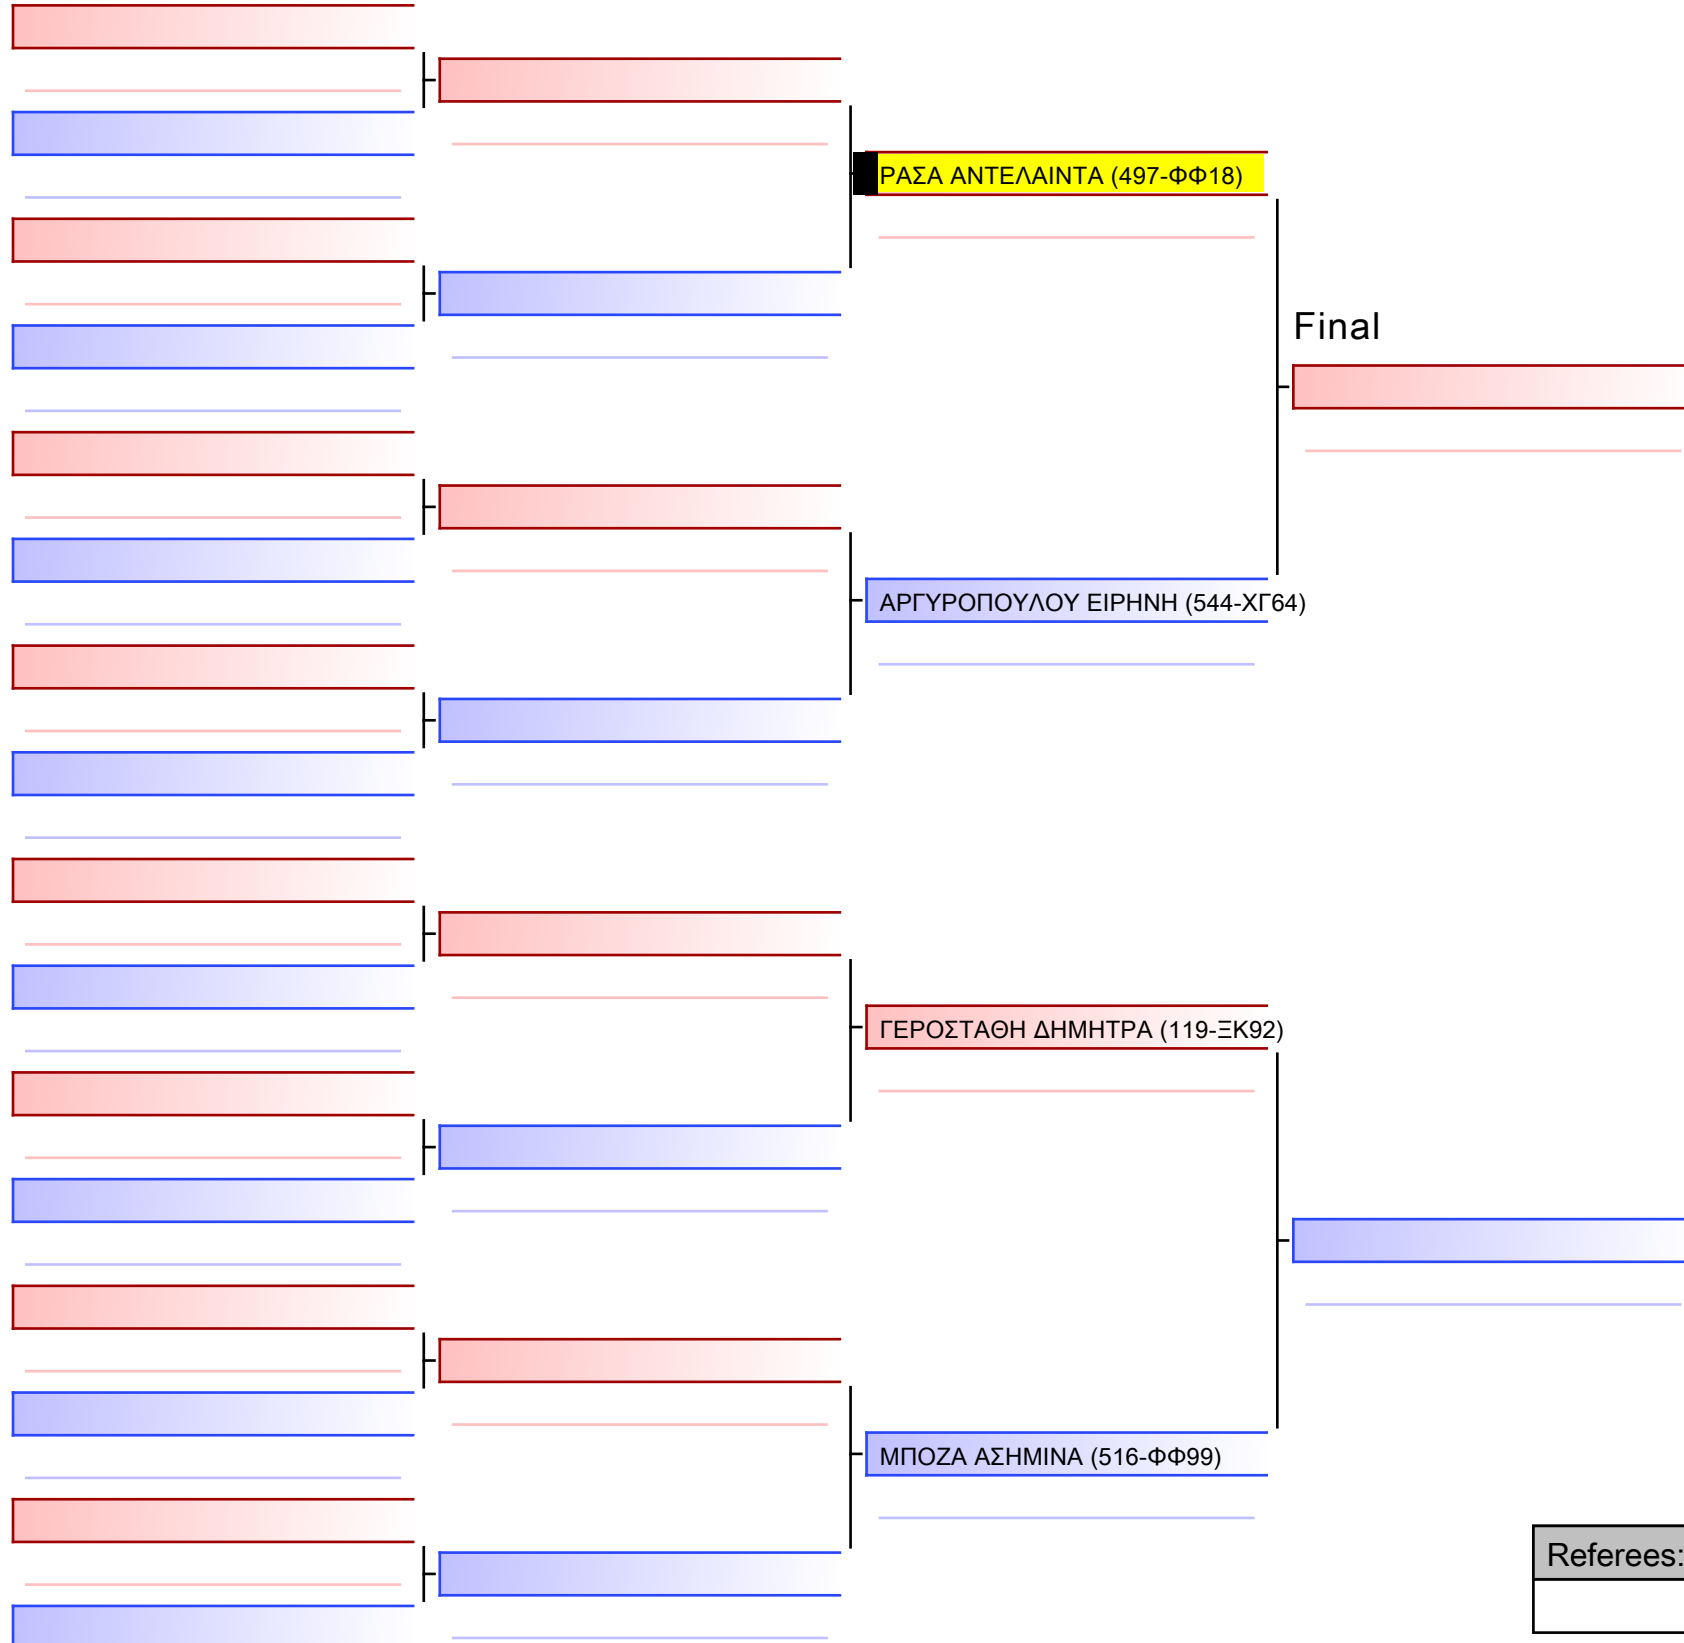 ΡΑΣΑ ΑΝΤΕΛΑΙΝΤΑ (497-ΦΦ18)
Final
ΑΡΓΥΡΟΠΟΥΛΟΥ ΕΙΡΗΝΗ (544-ΧΓ64)
ΓΕΡΟΣΤΑΘΗ ΔΗΜΗΤΡΑ (119-ΞΚ92)
ΜΠΟΖΑ ΑΣΗΜΙΝΑ (516-ΦΦ99)
Referees: